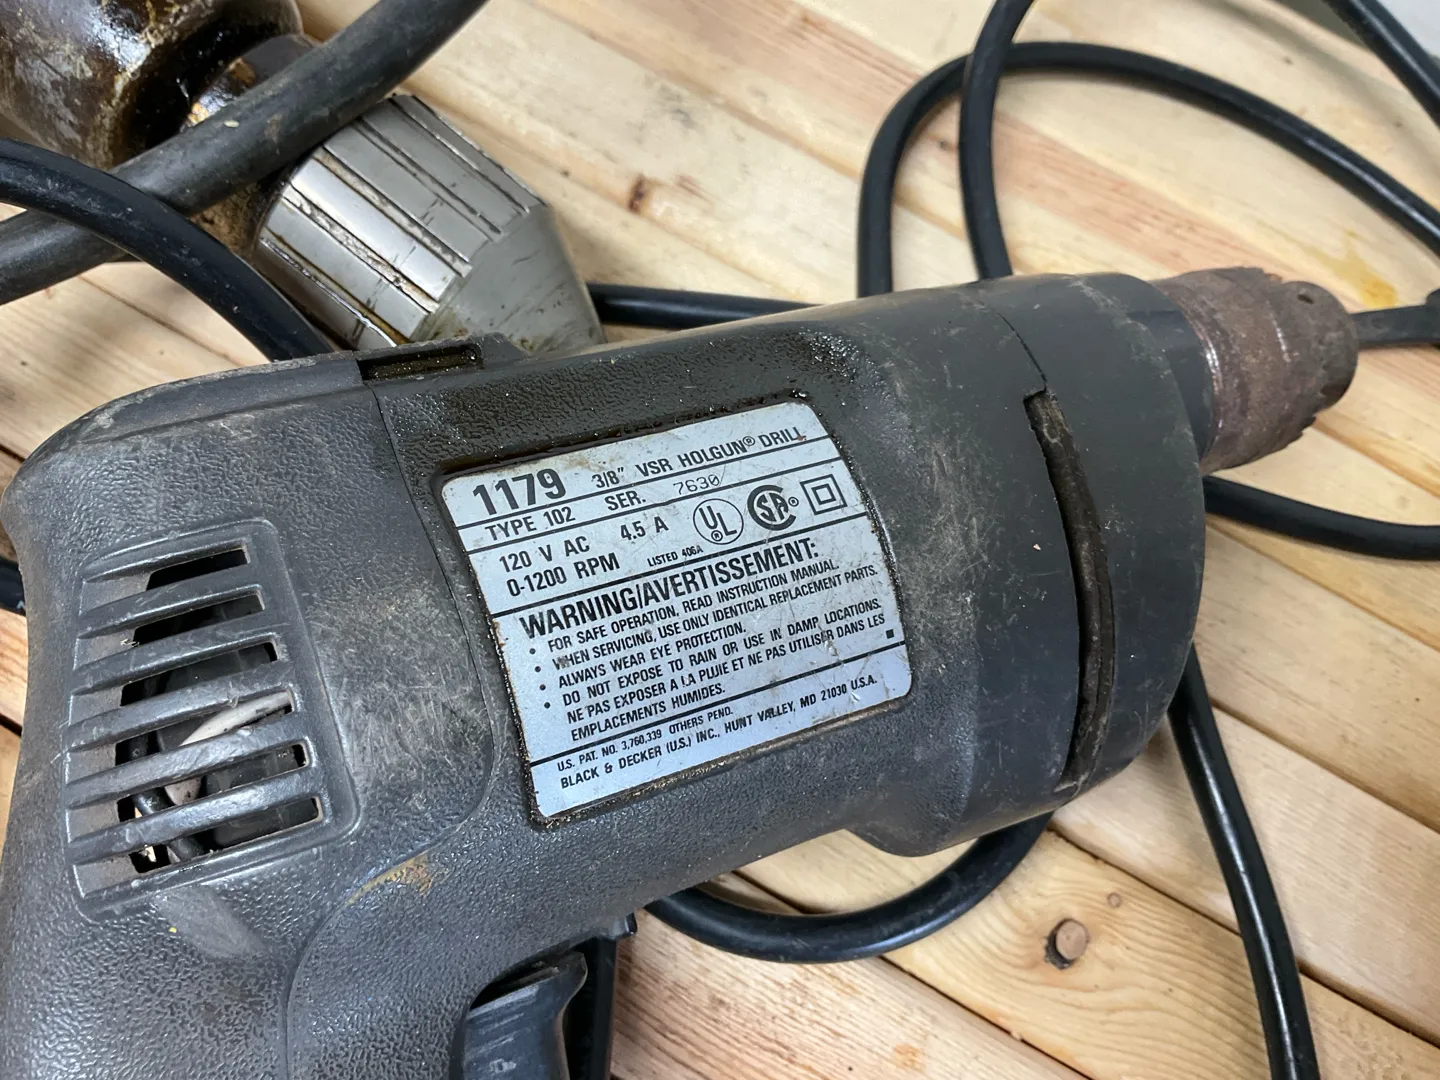 1179 3/8" VSR HOLGUN® DRILL
TYPE 102 SER. 7630
120 V AC 4.5 A
0-1200 RPM LISTED 406A
UL ®
SA ®
WARNING/AVERTISSEMENT:
• FOR SAFE OPERATION, READ INSTRUCTION MANUAL.
• WHEN SERVICING, USE ONLY IDENTICAL REPLACEMENT PARTS.
• ALWAYS WEAR EYE PROTECTION.
• DO NOT EXPOSE TO RAIN OR USE IN DAMP LOCATIONS.
NE PAS EXPOSER A LA PLUIE ET NE PAS UTILISER DANS LES
EMPLACEMENTS HUMIDES.
U.S. PAT. NO. 3,760,339 OTHERS PEND.
BLACK & DECKER (U.S.) INC., HUNT VALLEY, MD 21030 U.S.A.